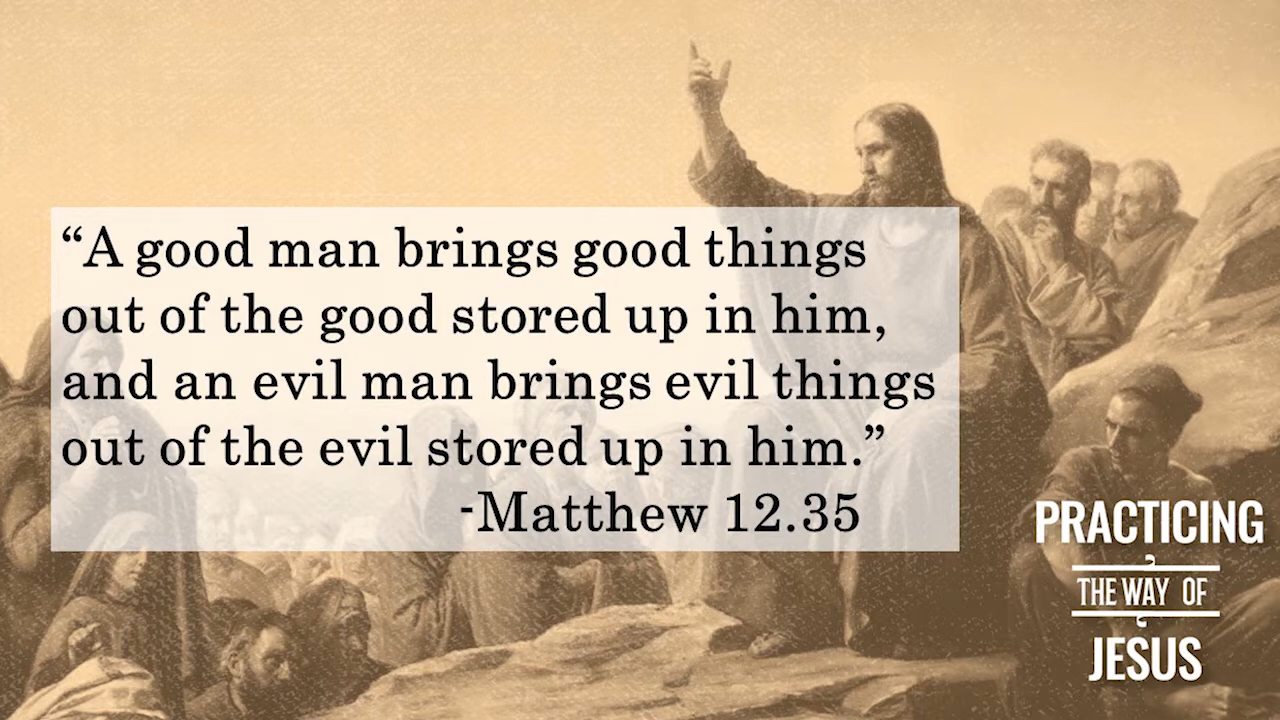 “A good man brings good things
out of the good stored up in him,
and an evil man brings evil things
out of the evil stored up in him.”
-Matthew 12.35
PRACTICING
THE WAY OF
JESUS